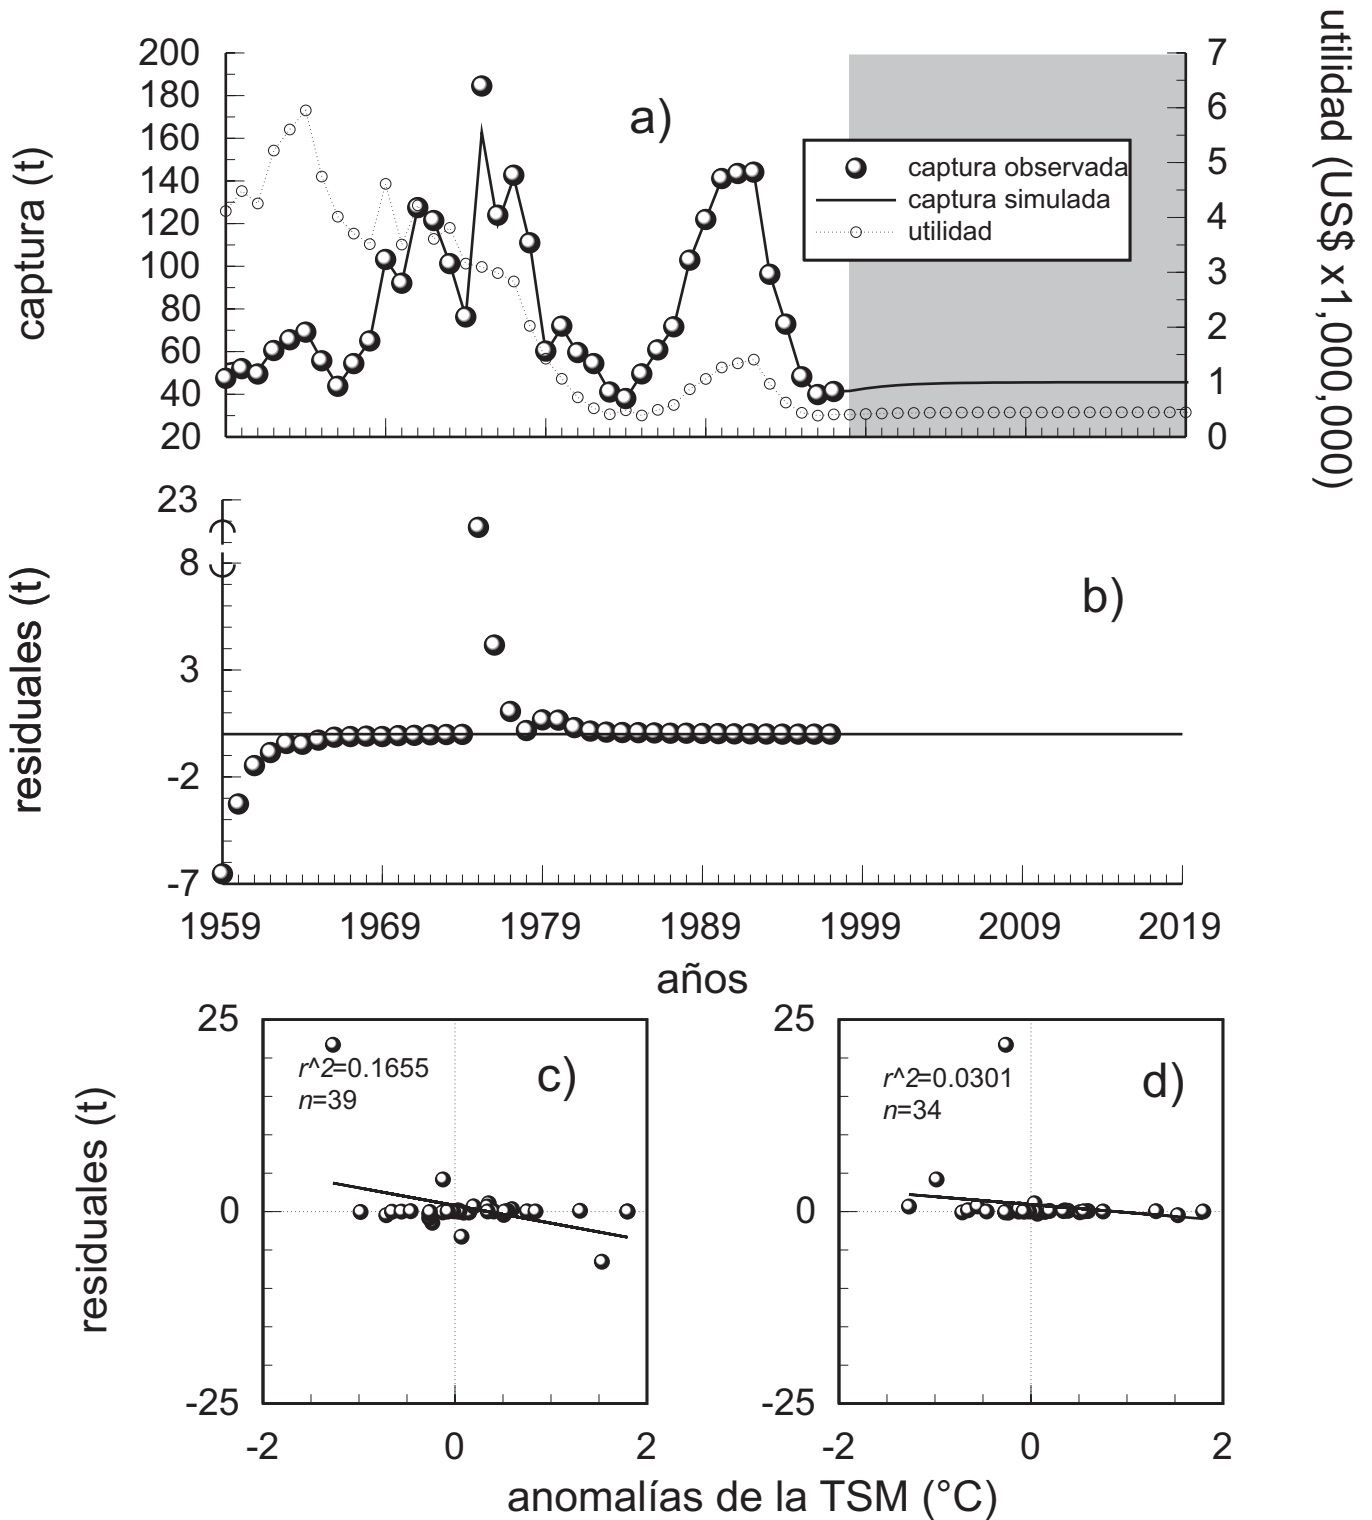 200
180
160
140
120
100
80
60
40
20
captura (t)
a)
captura observada
captura simulada
utilidad
7
6
5
4
3
2
1
0
utilidad (US$ x1,000,000)
23
8
3
-2
-7
residuales (t)
b)
1959 1969 1979 1989 1999 2009 2019
años
25
0
-25
residuales (t)
r^2=0.1655
n=39
c)
-2 0 2
25
0
-25
r^2=0.0301
n=34
d)
-2 0 2
anomalías de la TSM (°C)